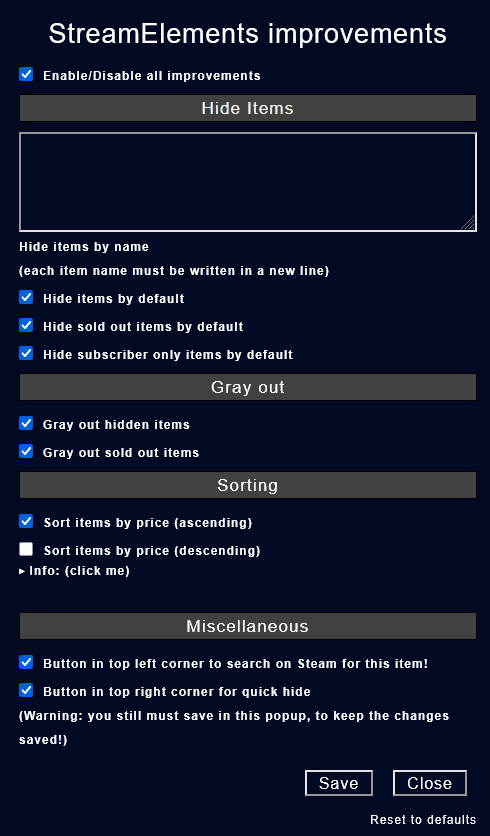 StreamElements improvements
Enable/Disable all improvements
Hide Items
Hide items by name
(each item name must be written in a new line)
Hide items by default
Hide sold out items by default
Hide subscriber only items by default
Gray out
Gray out hidden items
Gray out sold out items
Sorting
Sort items by price (ascending)
Sort items by price (descending)
▸ Info: (click me)
Miscellaneous
Button in top left corner to search on Steam for this item!
Button in top right corner for quick hide
(Warning: you still must save in this popup, to keep the changes
saved!)
Save Close
Reset to defaults